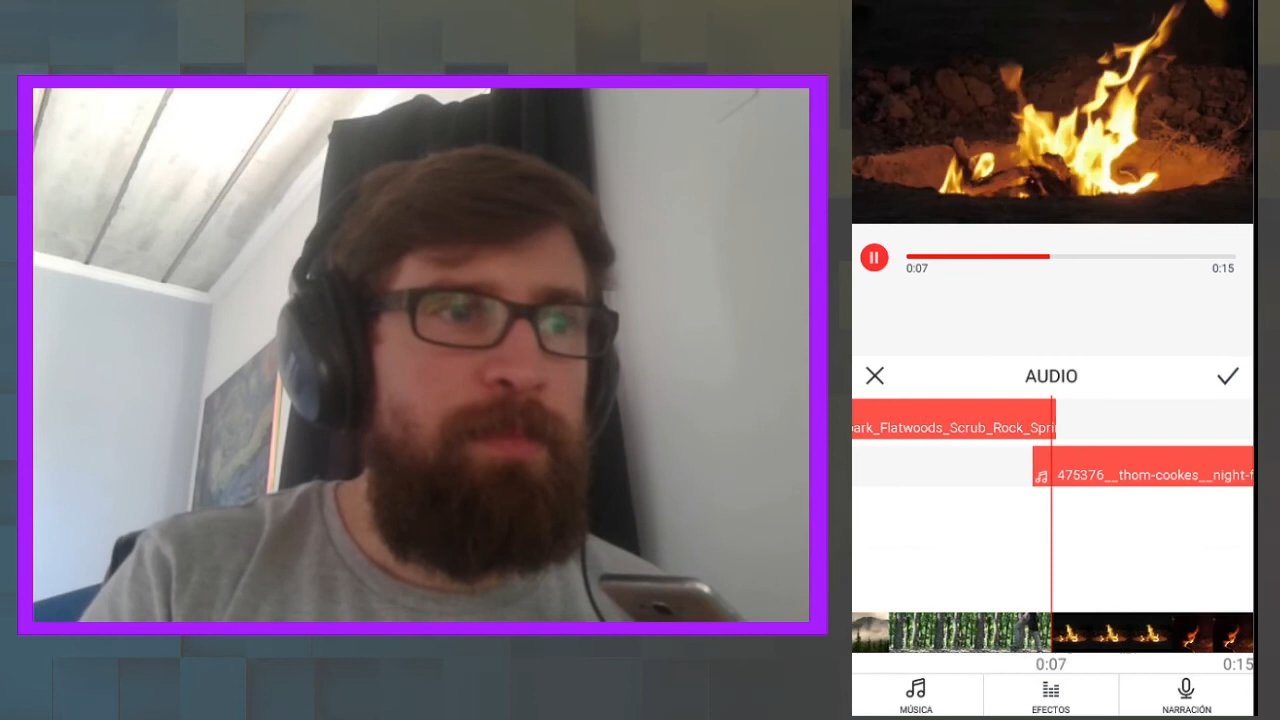 0:07
0:15
AUDIO
ark_Flatwoods_Scrub_Rock_Spri
475376__thom-cookes__night-f
0:07
0:15
MÚSICA
EFECTOS
NARRACIÓN